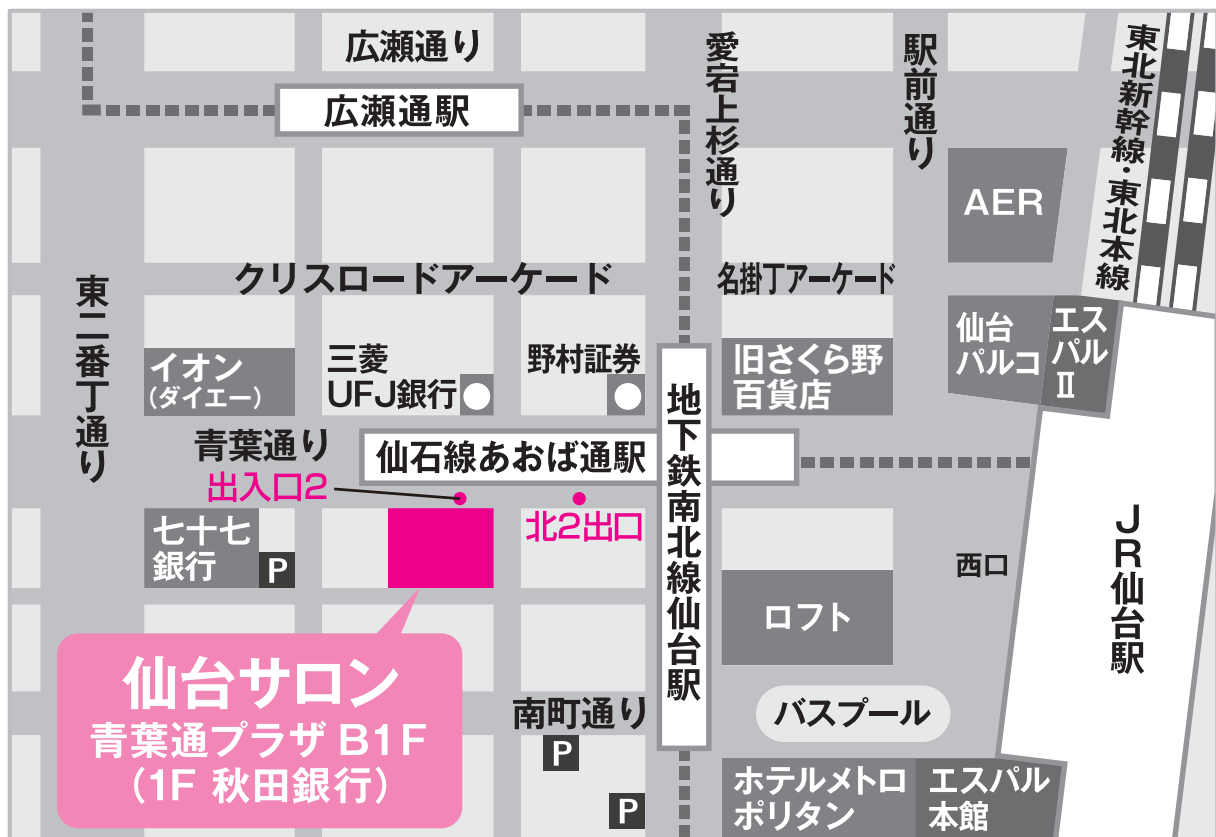 広瀬通り
愛宕上杉通り
駅前通り
東北新幹線・東北本線
広瀬通駅
AER
クリスロードアーケード
名掛丁アーケード
東二番丁通り
仙台
パルコ
エス
パル
Ⅱ
イオン
(ダイエー)
三菱
UFJ銀行
野村証券
旧さくら野
百貨店
地下鉄南北線仙台駅
青葉通り
仙石線あおば通駅
出入口2
北2出口
七十七
銀行
P
西口
JR仙台駅
ロフト
仙台サロン
青葉通プラザ B1F
(1F 秋田銀行)
南町通り
P
バスプール
P
ホテルメトロ
ポリタン
エスパル
本館